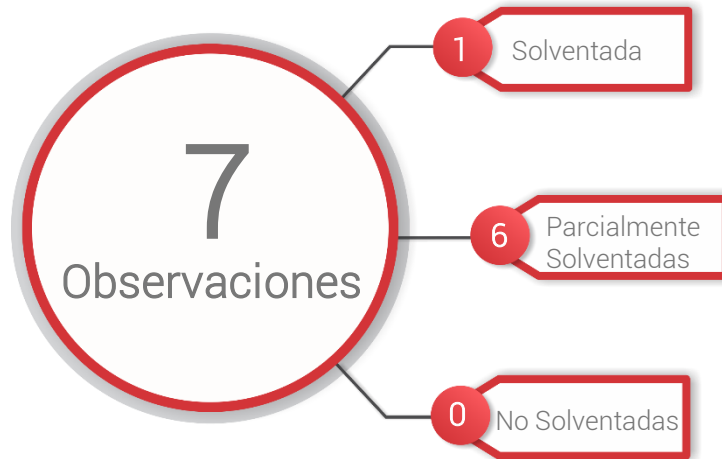 7
Observaciones
1
Solventada
6
Parcialmente
Solventadas
0
No Solventadas